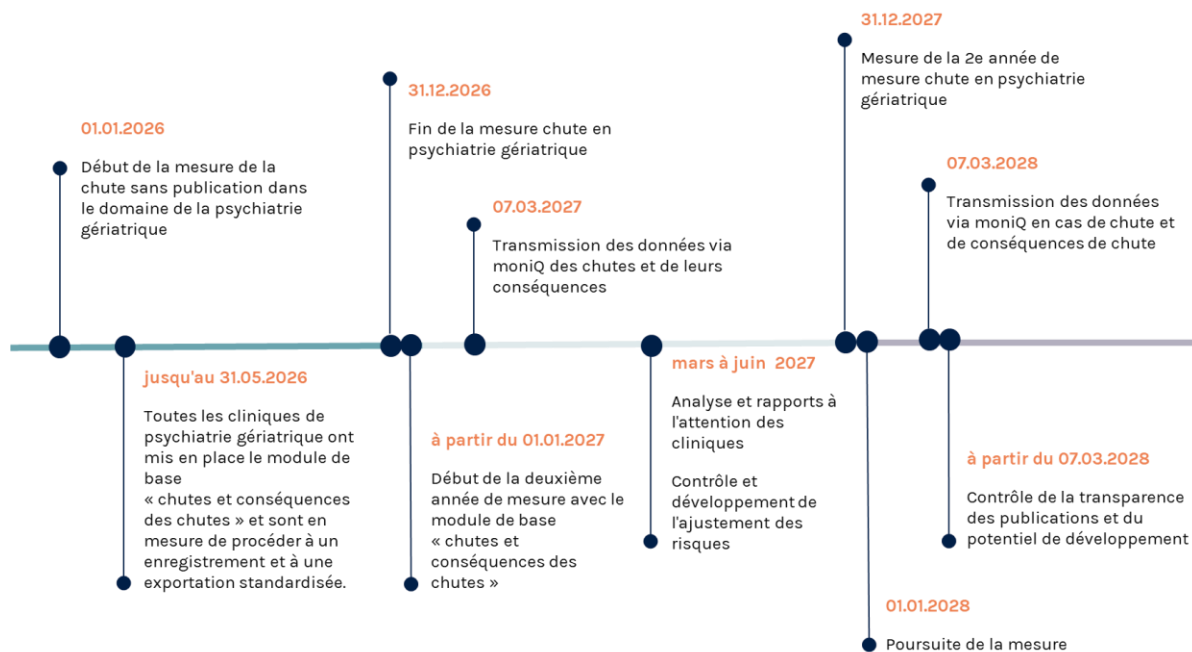 01.01.2026
Début de la mesure de la
chute sans publication dans
le domaine de la psychiatrie
gériatrique
jusqu'au 31.05.2026
Toutes les cliniques de
psychiatrie gériatrique ont
mis en place le module de
base
« chutes et conséquences
des chutes » et sont en
mesure de procéder à un
enregistrement et à une
exportation standardisée.
31.12.2026
Fin de la mesure chute en
psychiatrie gériatrique
à partir du 01.01.2027
Début de la deuxième
année de mesure avec le
module de base
« chutes et
conséquences des
chutes »
07.03.2027
Transmission des données via
moniQ des chutes et de leurs
conséquences
mars à juin 2027
Analyse et rapports à
l'attention des
cliniques
Contrôle et
développement de
l'ajustement des
risques
31.12.2027
Mesure de la 2e année de
mesure chute en psychiatrie
gériatrique
01.01.2028
Poursuite de la mesure
07.03.2028
Transmission des données
via moniQ en cas de chute et
de conséquences de chute
à partir du 07.03.2028
Contrôle de la transparence
des publications et du
potentiel de développement